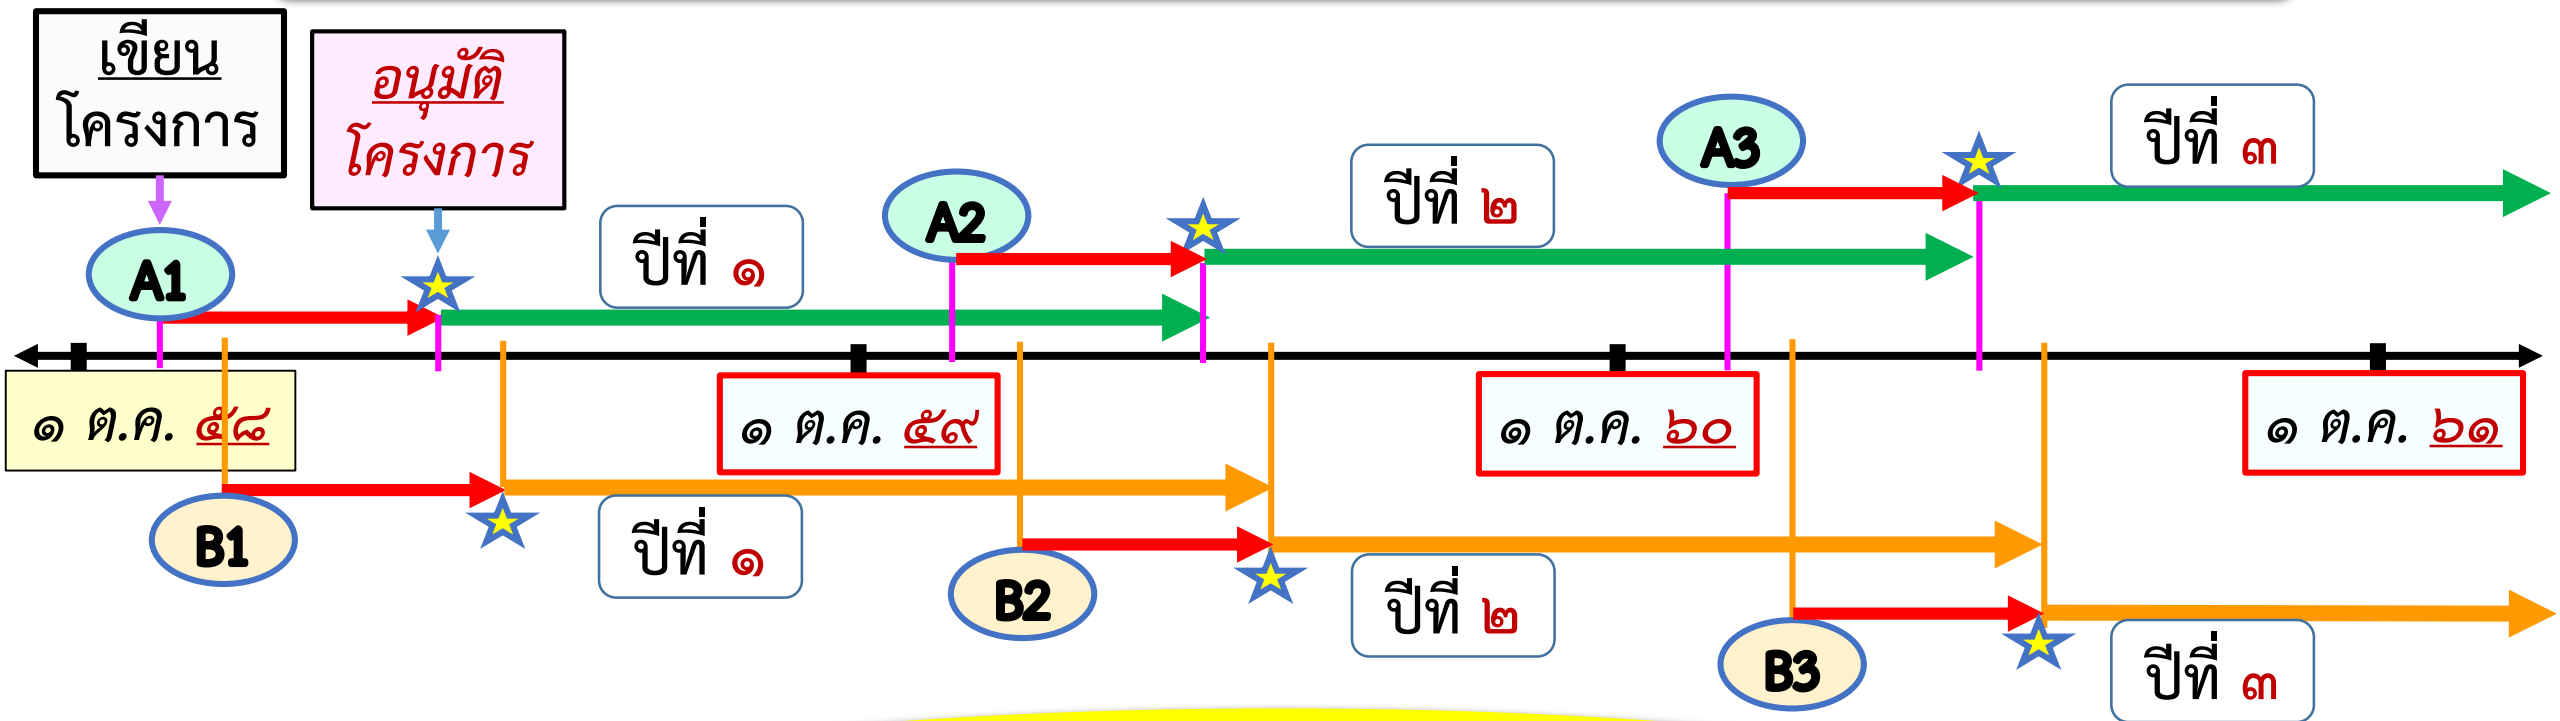 เขียน
โครงการ
อนุมัติ
โครงการ
A1
ปีที่ ๑
A2
ปีที่ ๒
A3
ปีที่ ๓
๑ ต.ค. ๕๘
๑ ต.ค. ๕๙
๑ ต.ค. ๖๐
๑ ต.ค. ๖๑
B1
ปีที่ ๑
B2
ปีที่ ๒
B3
ปีที่ ๓